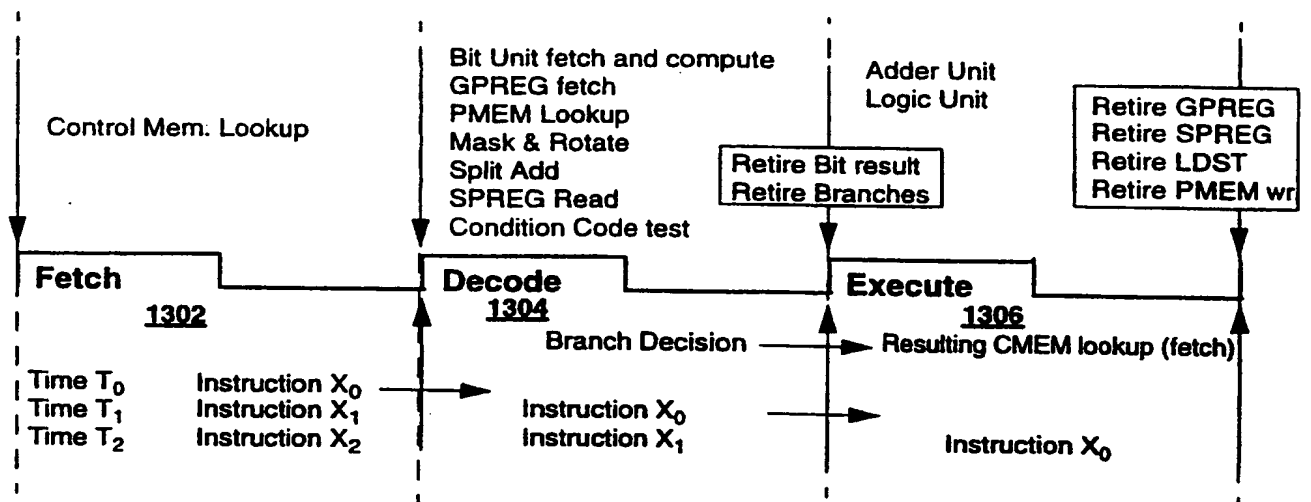 Control Mem. Lookup
Bit Unit fetch and compute
GPREG fetch
PMEM Lookup
Mask & Rotate
Split Add
SPREG Read
Condition Code test
Retire Bit result
Retire Branches
Adder Unit
Logic Unit
Retire GPREG
Retire SPREG
Retire LDST
Retire PMEM wr
Fetch
1302
Decode
1304
Execute
1306
Branch Decision
Resulting CMEM lookup (fetch)
Time T0 Instruction X0
Time T1 Instruction X1
Time T2 Instruction X2
Instruction X0
Instruction X1
Instruction X0